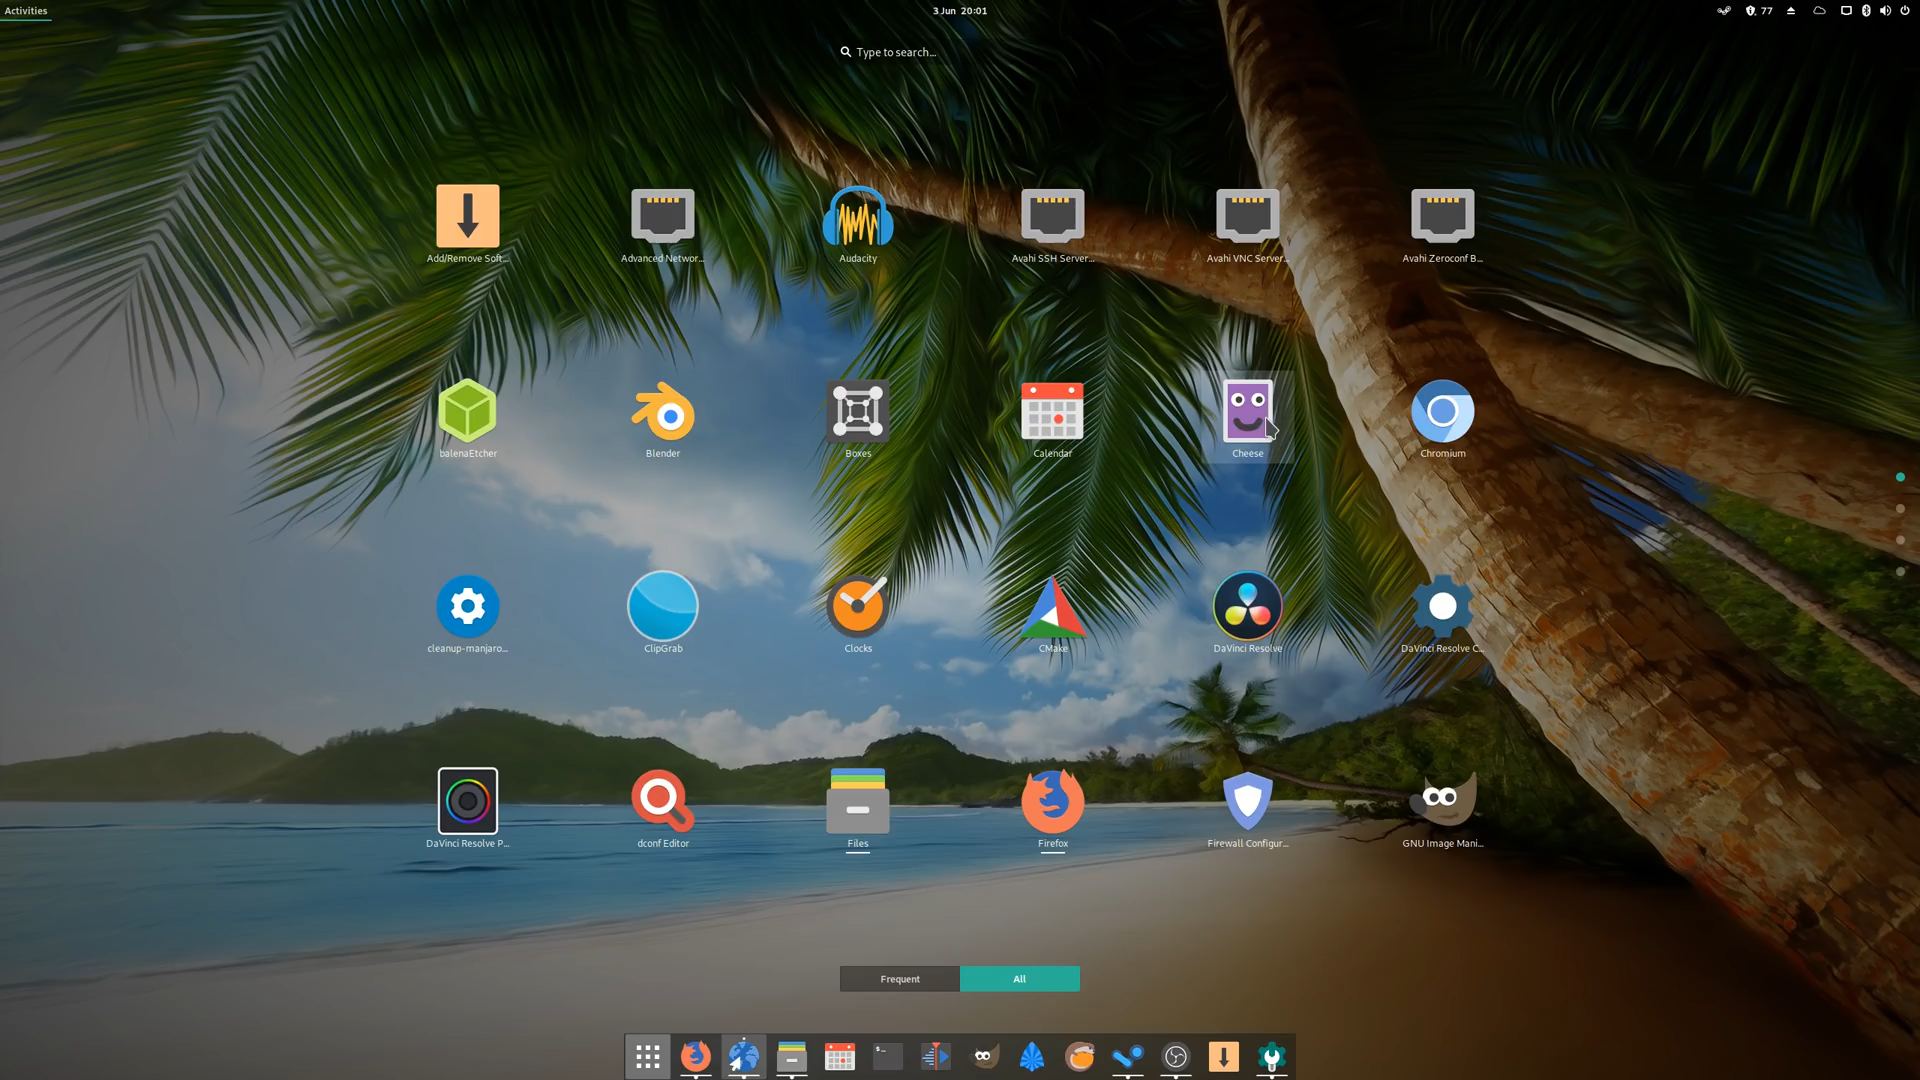 Activities
3 Jun 20:01
77
Type to search...
Add/Remove Soft...
Advanced Networ...
Audacity
Avahi SSH Server...
Avahi VNC Server...
Avahi Zeroconf B...
balenaEtcher
Blender
Boxes
Calendar
Cheese
Chromium
cleanup-manjaro...
ClipGrab
Clocks
CMake
DaVinci Resolve
DaVinci Resolve C...
DaVinci Resolve P...
dconf Editor
Files
Firefox
Firewall Configur...
GNU Image Mani...
Frequent
All